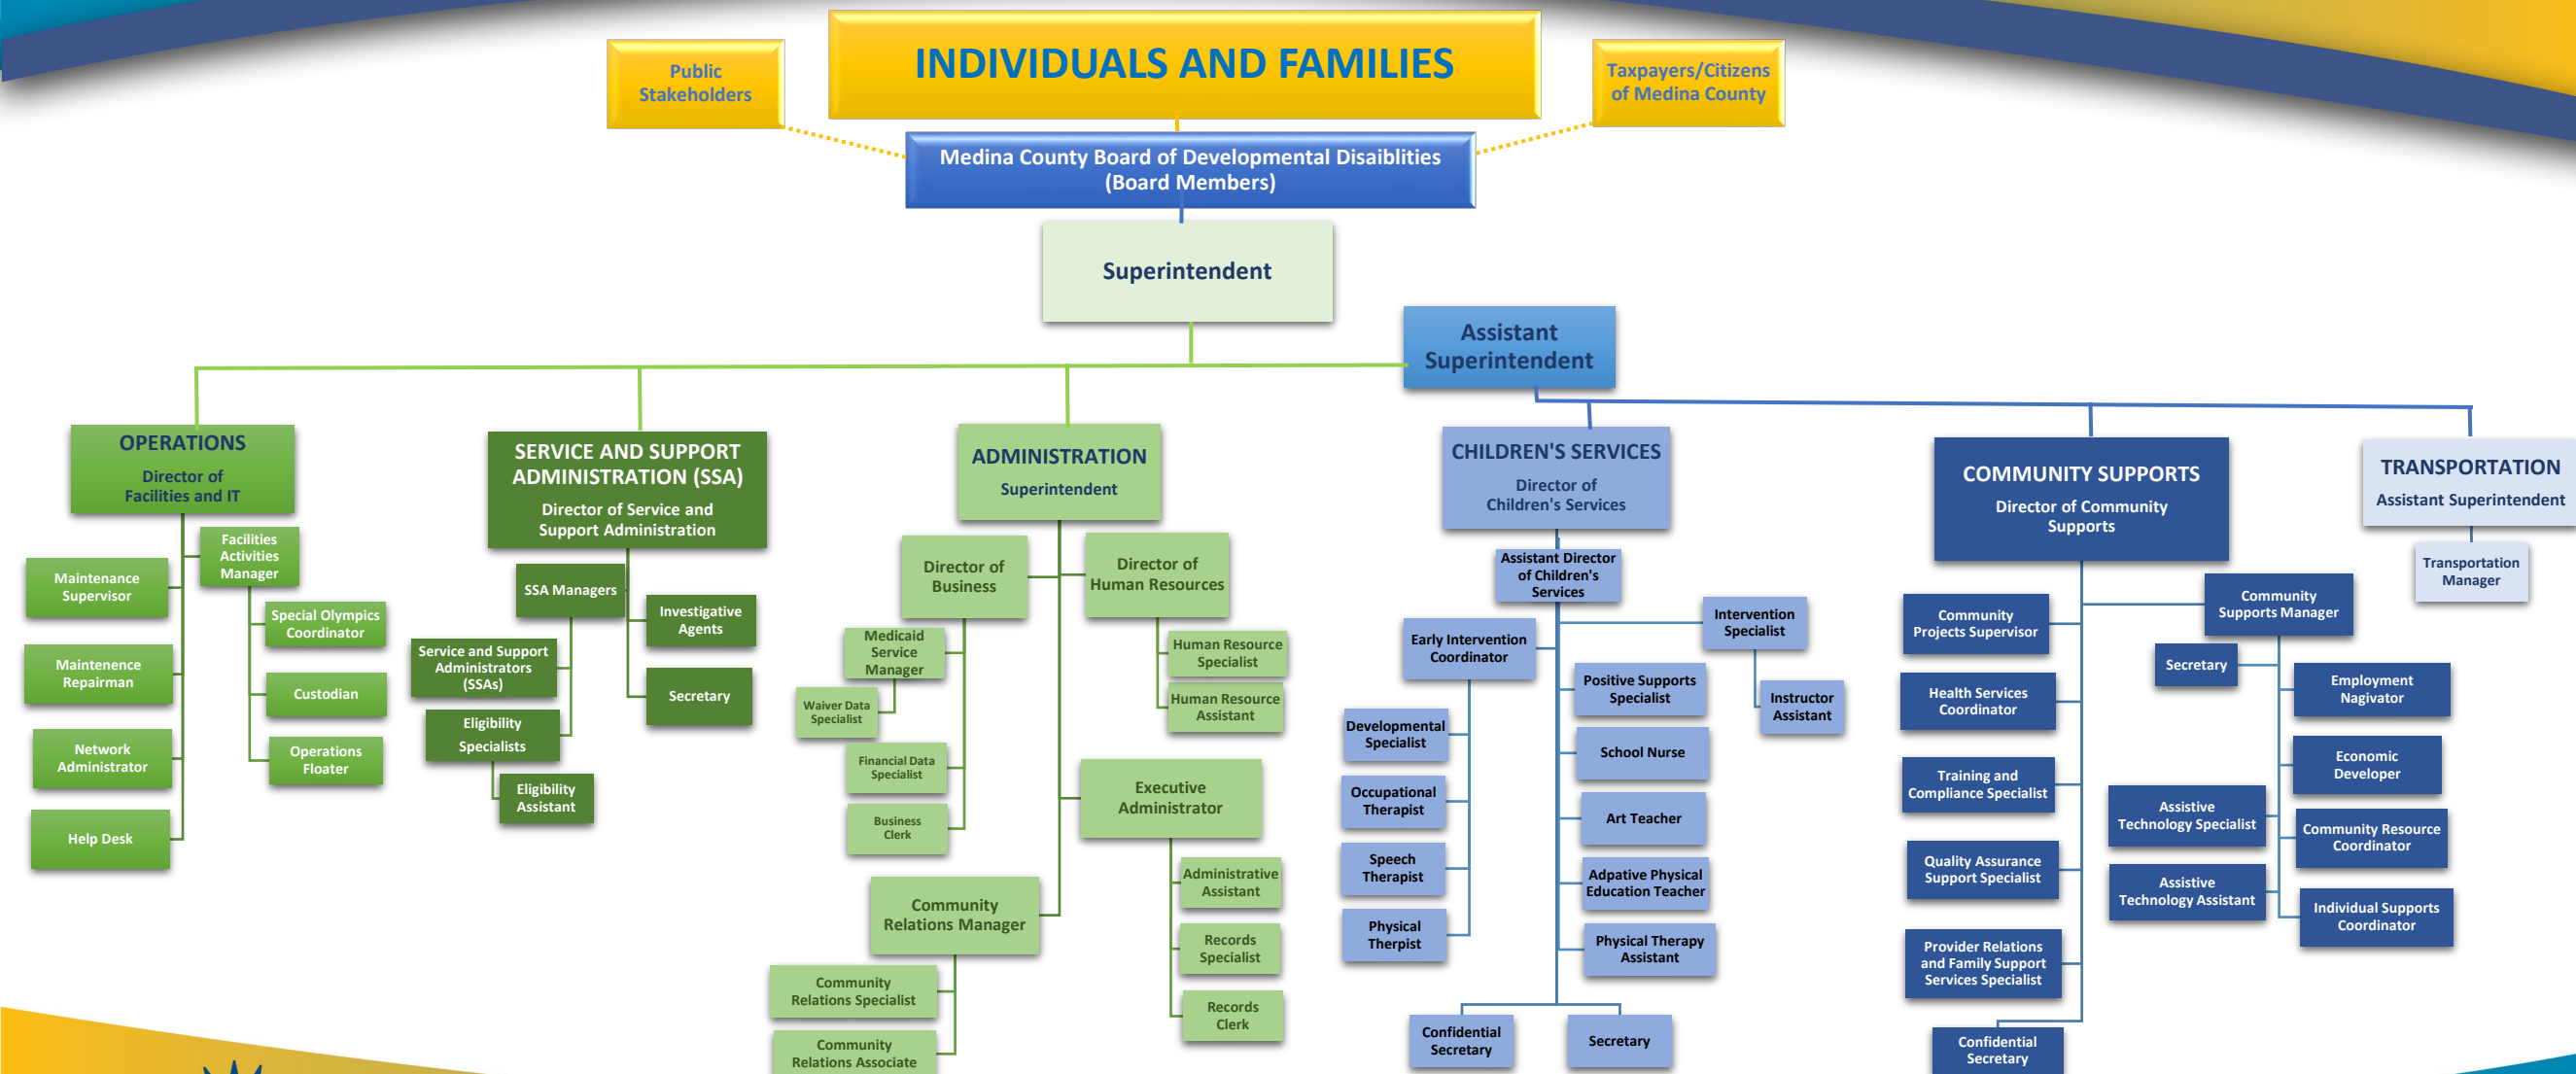 INDIVIDUALS AND FAMILIES
Public
Stakeholders
Taxpayers/Citizens
of Medina County
Medina County Board of Developmental Disaiblities
(Board Members)
Superintendent
Assistant
Superintendent
OPERATIONS
Director of
Facilities and IT
Facilities
Activities
Manager
Maintenance
Supervisor
Special Olympics
Coordinator
Maintenence
Repairman
Custodian
Network
Administrator
Operations
Floater
Help Desk
SERVICE AND SUPPORT
ADMINISTRATION (SSA)
Director of Service and
Support Administration
SSA Managers
Investigative
Agents
Service and Support
Administrators
(SSAs)
Secretary
Eligibility
Specialists
Eligibility
Assistant
ADMINISTRATION
Superintendent
Director of
Business
Director of
Human Resources
Medicaid
Service
Manager
Human Resource
Specialist
Waiver Data
Specialist
Human Resource
Assistant
Financial Data
Specialist
Business
Clerk
Executive
Administrator
Administrative
Assistant
Community
Relations Manager
Records
Specialist
Records
Clerk
Community
Relations Specialist
Community
Relations Associate
CHILDREN'S SERVICES
Director of
Children's Services
Assistant Director
of Children's
Services
Intervention
Specialist
Early Intervention
Coordinator
Positive Supports
Specialist
Instructor
Assistant
Developmental
Specialist
School Nurse
Occupational
Therapist
Art Teacher
Speech
Therapist
Adpative Physical
Education Teacher
Physical
Therpist
Physical Therapy
Assistant
Confidential
Secretary
Secretary
COMMUNITY SUPPORTS
Director of Community
Supports
Community
Projects Supervisor
Community
Supports Manager
Secretary
Health Services
Coordinator
Employment
Nagivator
Training and
Compliance Specialist
Economic
Developer
Assistive
Technology Specialist
Community Resource
Coordinator
Quality Assurance
Support Specialist
Assistive
Technology Assistant
Individual Supports
Coordinator
Provider Relations
and Family Support
Services Specialist
Confidential
Secretary
TRANSPORTATION
Assistant Superintendent
Transportation
Manager